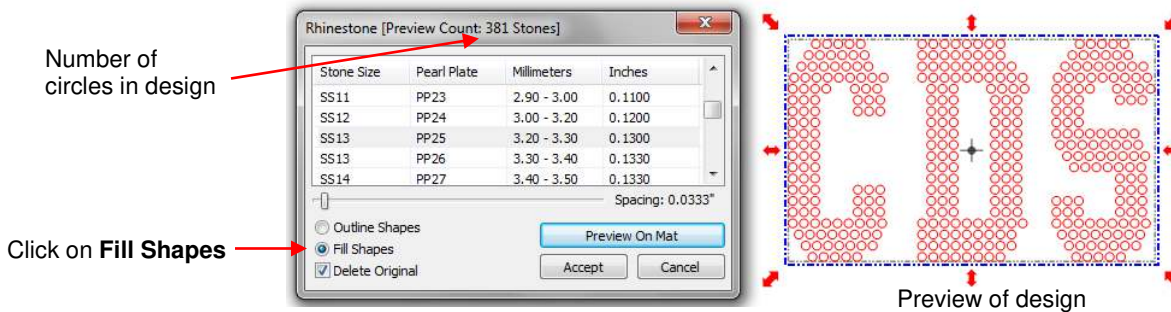 Number of
circles in design
Click on Fill Shapes
Rhinestone [Preview Count: 381 Stones]
Stone Size Pearl Plate Millimeters Inches
SS11 PP23 2.90 - 3.00 0.1100
SS12 PP24 3.00 - 3.20 0.1200
SS13 PP25 3.20 - 3.30 0.1300
SS13 PP26 3.30 - 3.40 0.1330
SS14 PP27 3.40 - 3.50 0.1330
Spacing: 0.0333"
Outline Shapes
Fill Shapes
Delete Original
Preview On Mat
Accept Cancel
CDS
Preview of design